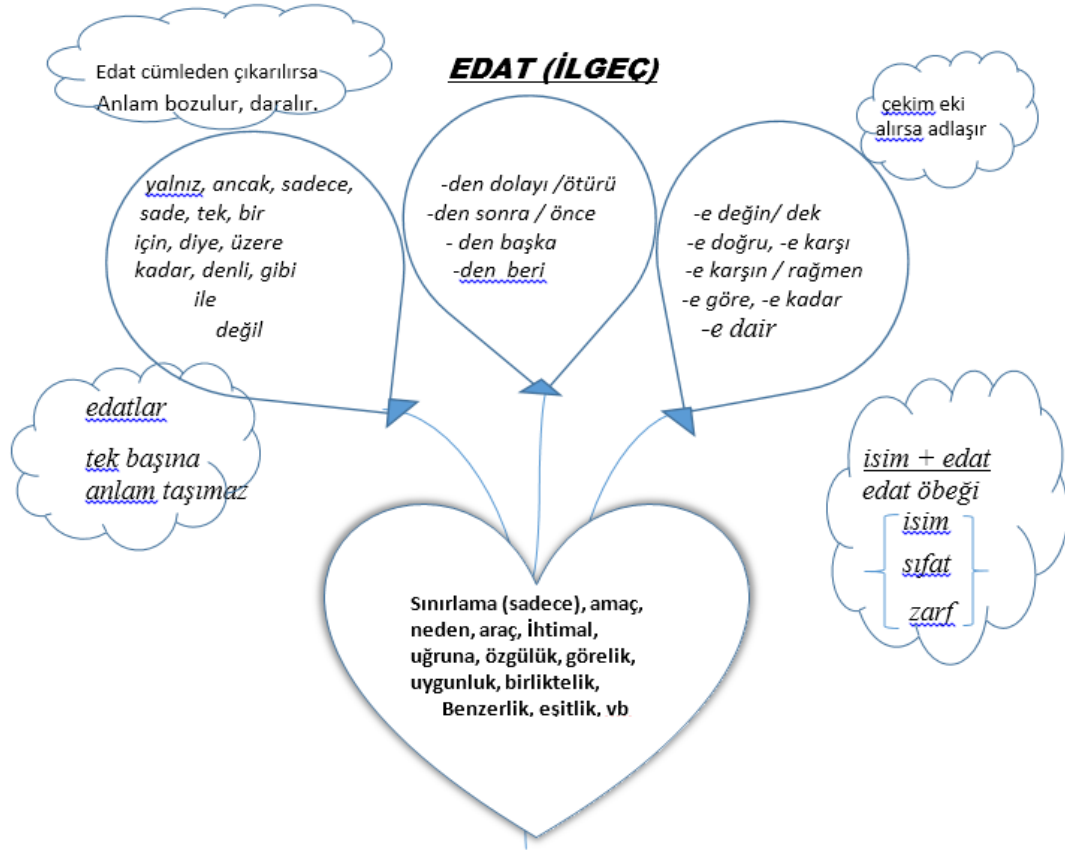 EDAT (İLGEÇ)
Edat cümleden çıkarılırsa
Anlam bozulur, daralır.
çekim eki
alırsa adlaşır
yalnız, ancak, sadece,
sade, tek, bir
için, diye, üzere
kadar, denli, gibi
ile
değil
-den dolayı /ötürü
-den sonra / önce
- den başka
-den beri
-e değin/ dek
-e doğru, -e karşı
-e karşın / rağmen
-e göre, -e kadar
-e dair
edatlar
tek başına
anlam taşımaz
isim + edat
edat öbeği
isim
sıfat
zarf
Sınırlama (sadece), amaç,
neden, araç, İhtimal,
uğruna, özgülük, görelik,
uygunluk, birliktelik,
Benzerlik, eşitlik, vb